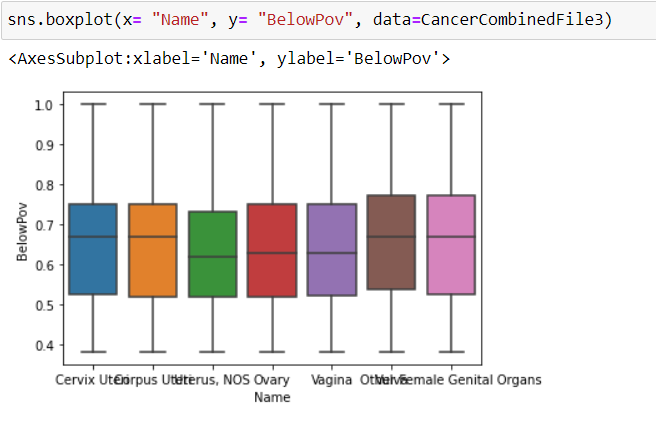 sns.boxplot(x= "Name", y= "BelowPov", data=CancerCombinedFile3)
<AxesSubplot:xlabel='Name', ylabel='BelowPov'>
1.0
0.9
0.8
0.7
0.6
0.5
0.4
BelowPov
Cervix Uteri Corpus Uteri Uterus, NOS Ovary Vagina Vulva Other Female Genital Organs
Name